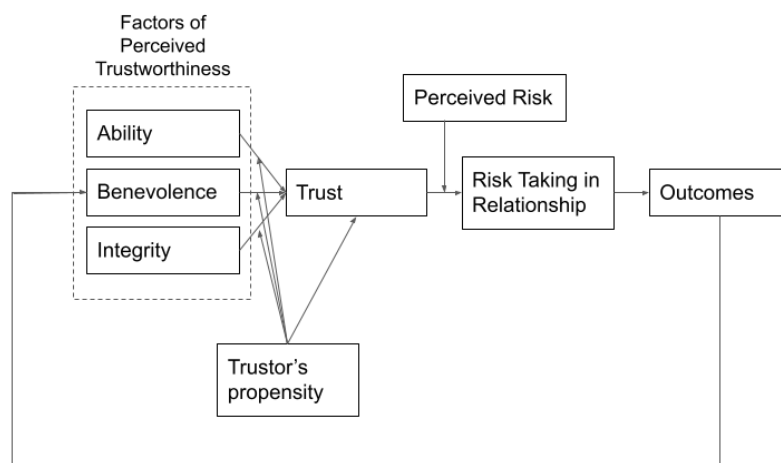 Factors of
Perceived
Trustworthiness
Ability
Benevolence
Integrity
Trust
Perceived Risk
Risk Taking in
Relationship
Outcomes
Trustor’s
propensity